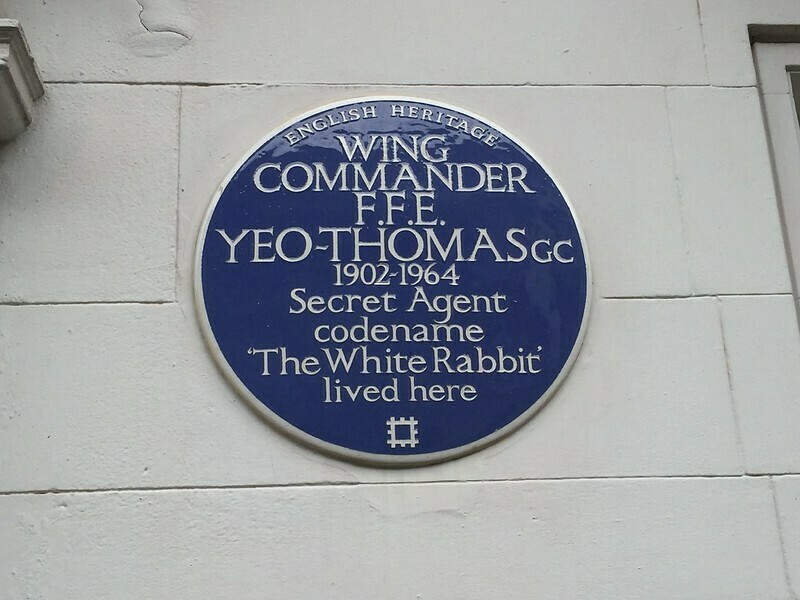 ENGLISH HERITAGE
WING
COMMANDER
F.F.E.
YEO-THOMAS GC
1902-1964
Secret Agent
codename
'The White Rabbit'
lived here